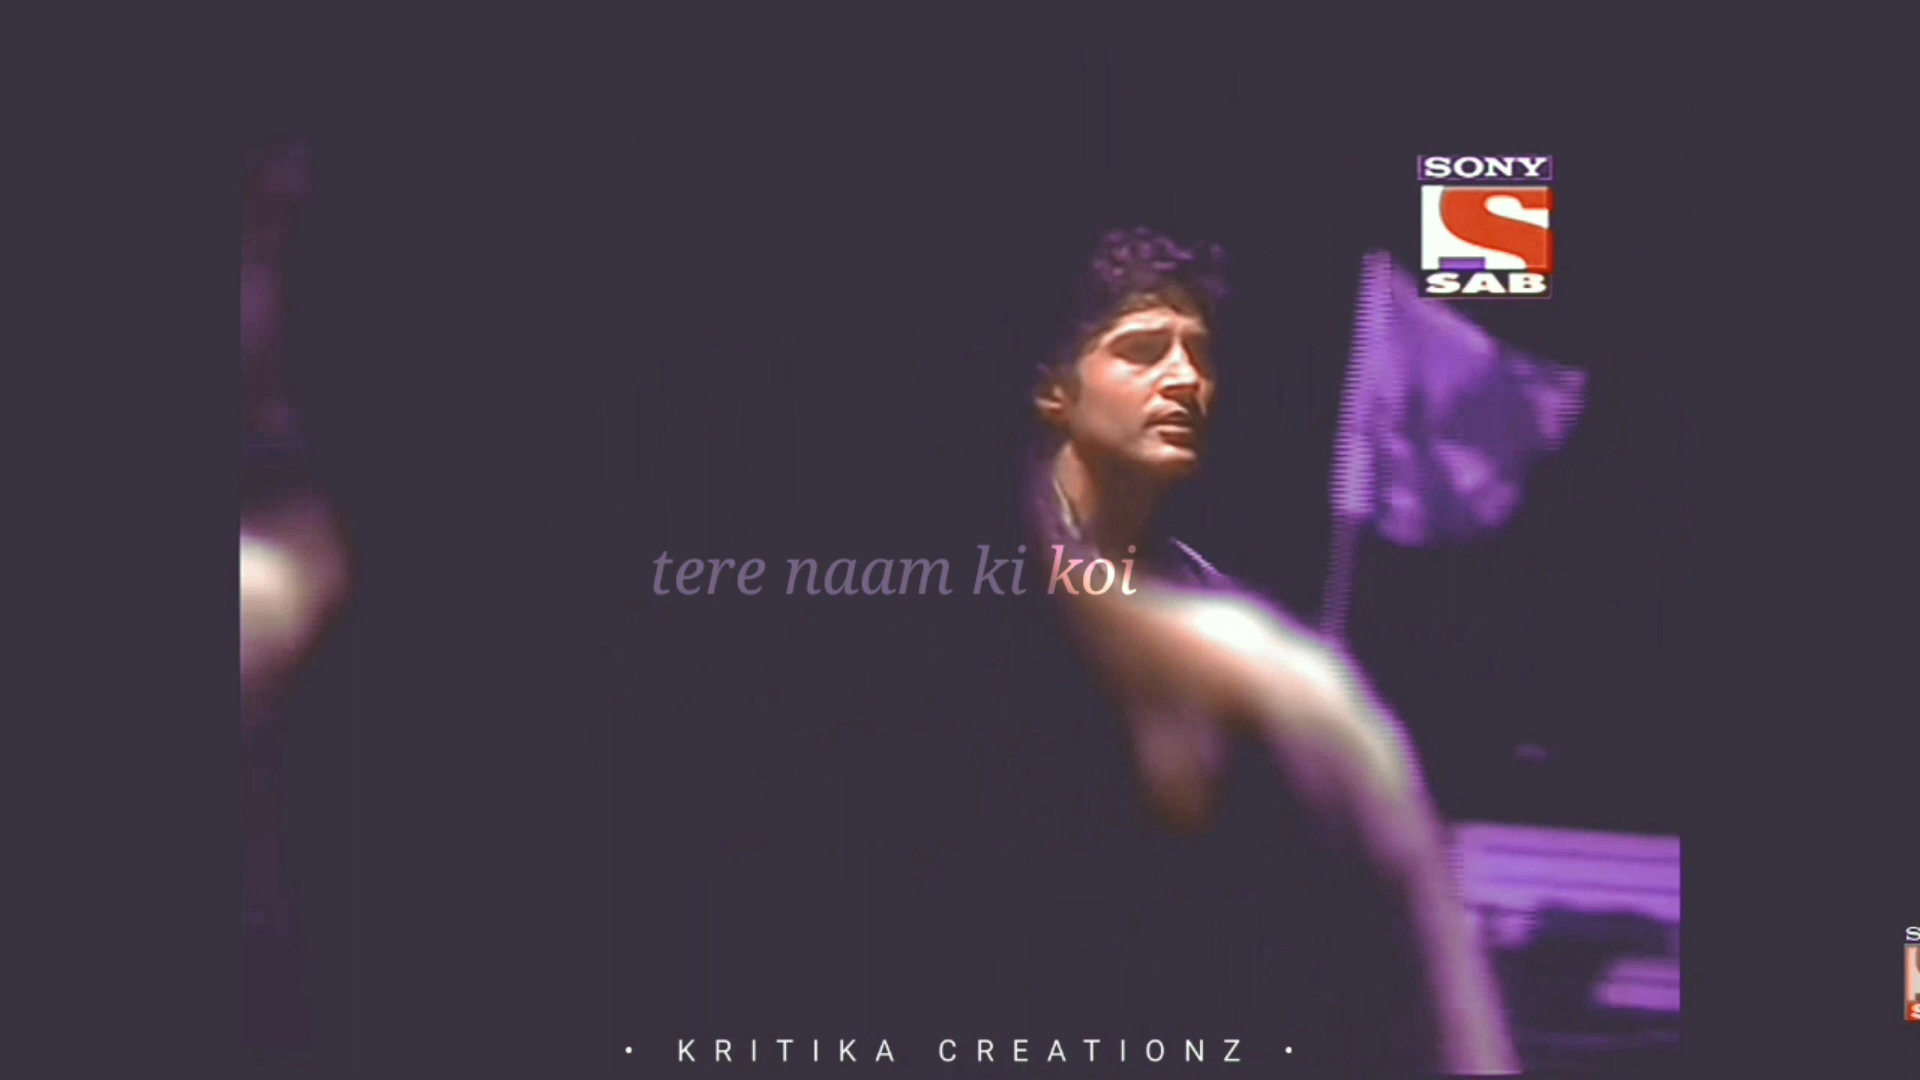 SONY
SAB
tere naam ki koi
• KRITIKA CREATIONZ •